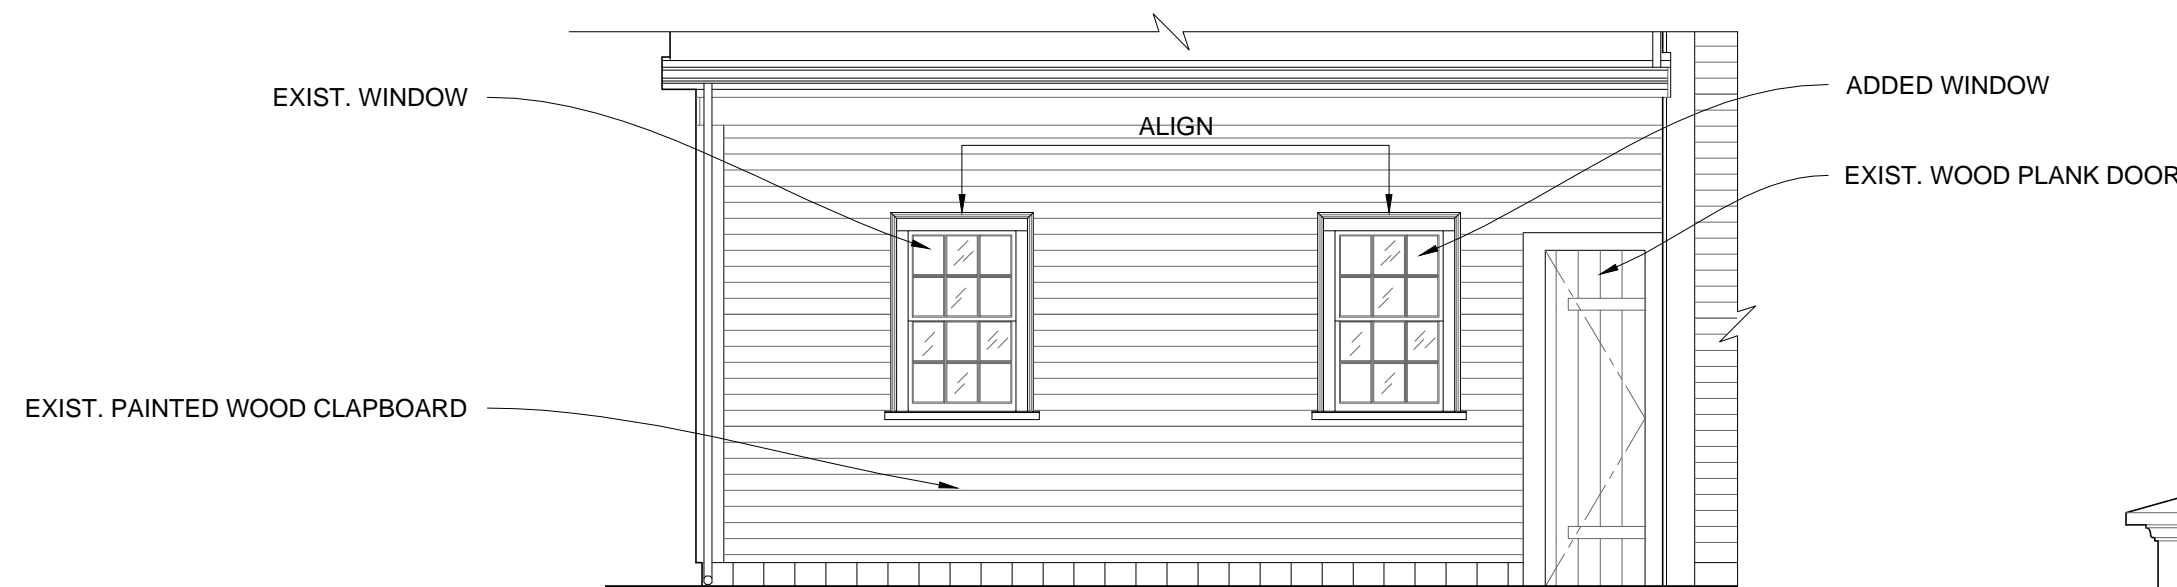 EXIST. WINDOW
ADDED WINDOW
ALIGN
EXIST. WOOD PLANK DOOR
EXIST. PAINTED WOOD CLAPBOARD